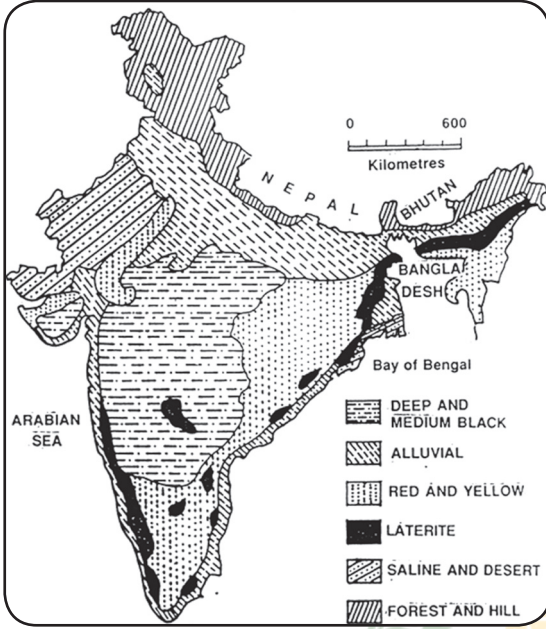 0 600
Kilometres
NEPAL
BHUTAN
BANGLA
DESH
Bay of Bengal
ARABIAN
SEA
DEEP AND
MEDIUM BLACK
ALLUVIAL
RED AND YELLOW
LATERITE
SALINE AND DESERT
FOREST AND HILL